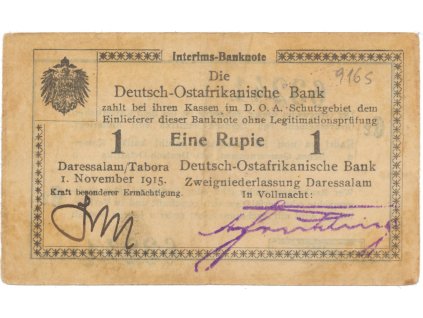 Interims-Banknote
9165
Die
Deutsch-Ostafrikanische Bank
zahlt bei ihren Kassen im D. O. A.-Schutzgebiet dem
Einlieferer dieser Banknote ohne Legitimationsprüfung
1 Eine Rupie 1
Daressalam/Tabora Deutsch-Ostafrikanische Bank
1. November 1915. Zweigniederlassung Daressalam
Kraft besonderer Ermächtigung. In Vollmacht: